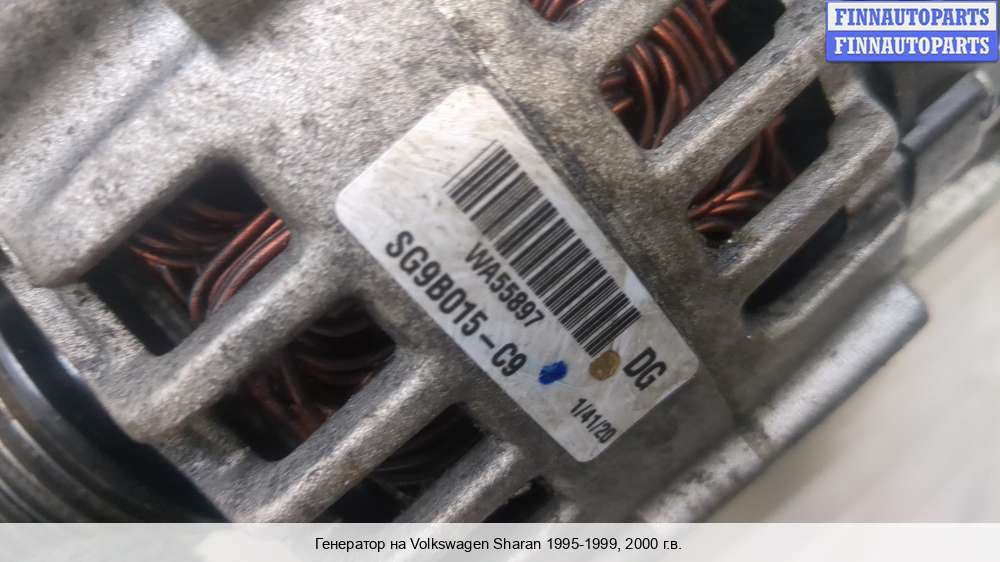 FINNAUTOPARTS
FINNAUTOPARTS
WA55897
SG9B015-C9
DG
1/41/20
Генератор на Volkswagen Sharan 1995-1999, 2000 г.в.